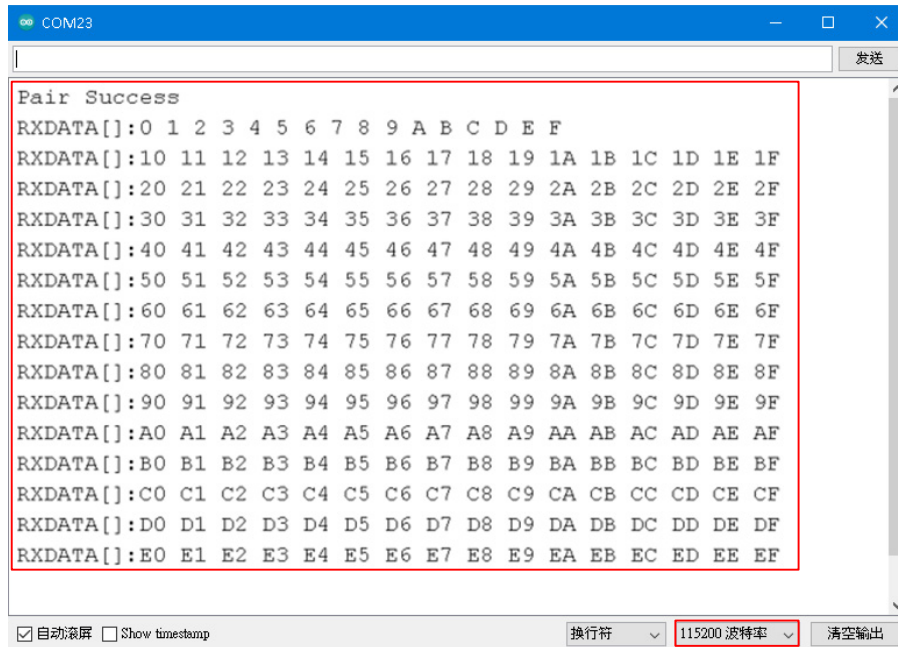 COM23
发送
Pair Success
RXDATA[]:0 1 2 3 4 5 6 7 8 9 A B C D E F
RXDATA[]:10 11 12 13 14 15 16 17 18 19 1A 1B 1C 1D 1E 1F
RXDATA[]:20 21 22 23 24 25 26 27 28 29 2A 2B 2C 2D 2E 2F
RXDATA[]:30 31 32 33 34 35 36 37 38 39 3A 3B 3C 3D 3E 3F
RXDATA[]:40 41 42 43 44 45 46 47 48 49 4A 4B 4C 4D 4E 4F
RXDATA[]:50 51 52 53 54 55 56 57 58 59 5A 5B 5C 5D 5E 5F
RXDATA[]:60 61 62 63 64 65 66 67 68 69 6A 6B 6C 6D 6E 6F
RXDATA[]:70 71 72 73 74 75 76 77 78 79 7A 7B 7C 7D 7E 7F
RXDATA[]:80 81 82 83 84 85 86 87 88 89 8A 8B 8C 8D 8E 8F
RXDATA[]:90 91 92 93 94 95 96 97 98 99 9A 9B 9C 9D 9E 9F
RXDATA[]:A0 A1 A2 A3 A4 A5 A6 A7 A8 A9 AA AB AC AD AE AF
RXDATA[]:B0 B1 B2 B3 B4 B5 B6 B7 B8 B9 BA BB BC BD BE BF
RXDATA[]:C0 C1 C2 C3 C4 C5 C6 C7 C8 C9 CA CB CC CD CE CF
RXDATA[]:D0 D1 D2 D3 D4 D5 D6 D7 D8 D9 DA DB DC DD DE DF
RXDATA[]:E0 E1 E2 E3 E4 E5 E6 E7 E8 E9 EA EB EC ED EE EF
自动滚屏 Show timestamp 换行符 115200 波特率 清空输出